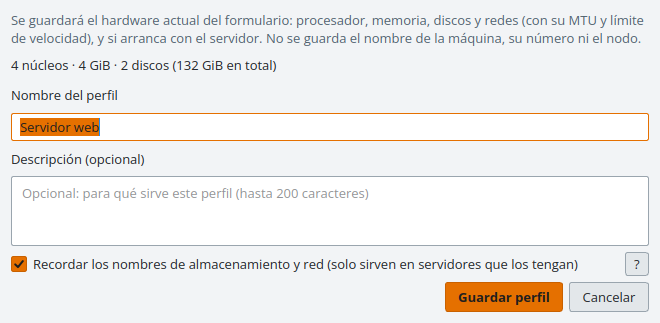 Se guardará el hardware actual del formulario: procesador, memoria, discos y redes (con su MTU y límite
de velocidad), y si arranca con el servidor. No se guarda el nombre de la máquina, su número ni el nodo.
4 núcleos · 4 GiB · 2 discos (132 GiB en total)
Nombre del perfil
Servidor web
Descripción (opcional)
Opcional: para qué sirve este perfil (hasta 200 caracteres)
Recordar los nombres de almacenamiento y red (solo sirven en servidores que los tengan)
?
Guardar perfil
Cancelar